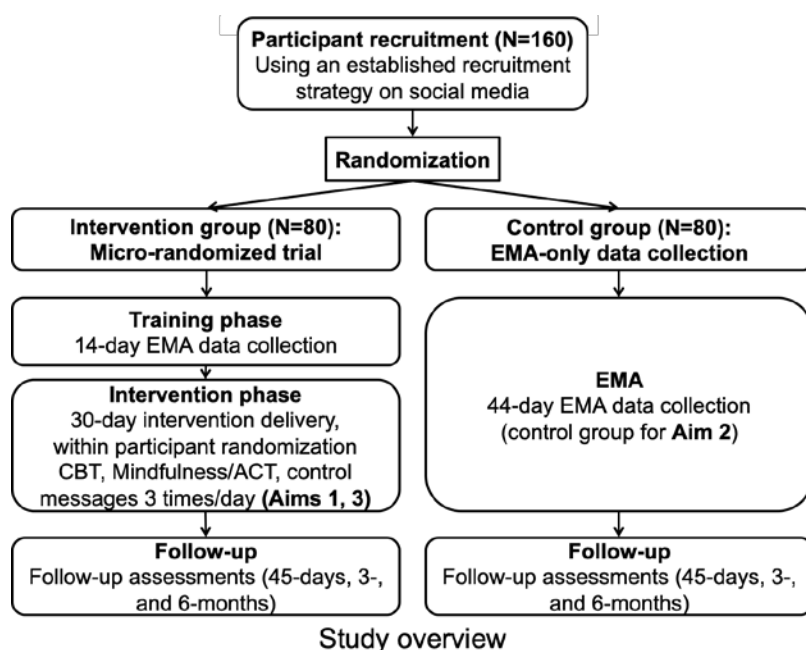 Participant recruitment (N=160)
Using an established recruitment
strategy on social media
Randomization
Intervention group (N=80):
Micro-randomized trial
Control group (N=80):
EMA-only data collection
Training phase
14-day EMA data collection
Intervention phase
30-day intervention delivery,
within participant randomization
CBT, Mindfulness/ACT, control
messages 3 times/day (Aims 1, 3)
EMA
44-day EMA data collection
(control group for Aim 2)
Follow-up
Follow-up assessments (45-days, 3-,
and 6-months)
Follow-up
Follow-up assessments (45-days, 3-,
and 6-months)
Study overview